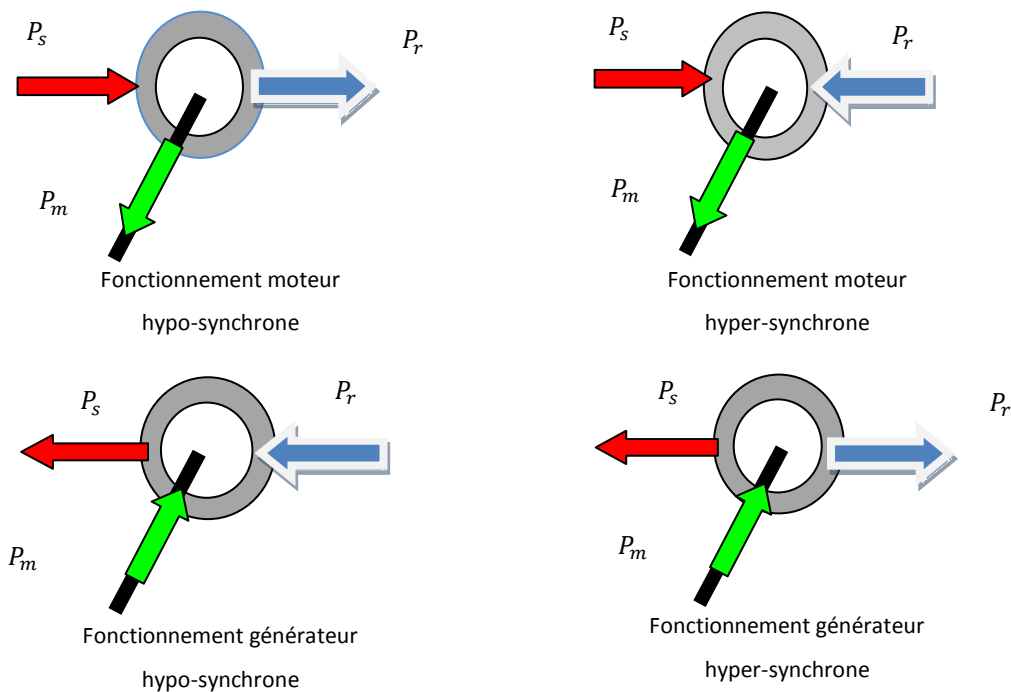 P_s
P_r
P_m
Fonctionnement moteur
hypo-synchrone
P_s
P_r
P_m
Fonctionnement moteur
hyper-synchrone
P_s
P_r
P_m
Fonctionnement générateur
hypo-synchrone
P_s
P_r
P_m
Fonctionnement générateur
hyper-synchrone